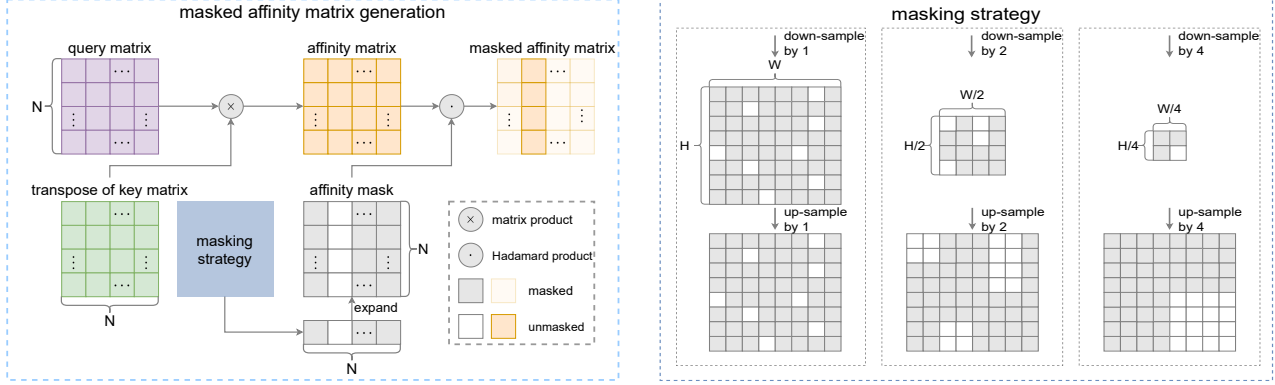 masked affinity matrix generation
query matrix
affinity matrix
masked affinity matrix
N
...
...
...
×
·
⋮
⋮
⋮
⋮
⋮
⋮
...
...
...
transpose of key matrix
affinity mask
...
...
masking
strategy
⋮
⋮
⋮
⋮
N
...
...
N
expand
...
N
× matrix product
· Hadamard product
masked
unmasked
masking strategy
down-sample
by 1
W
H
up-sample
by 1
down-sample
by 2
W/2
H/2
up-sample
by 2
down-sample
by 4
W/4
H/4
up-sample
by 4